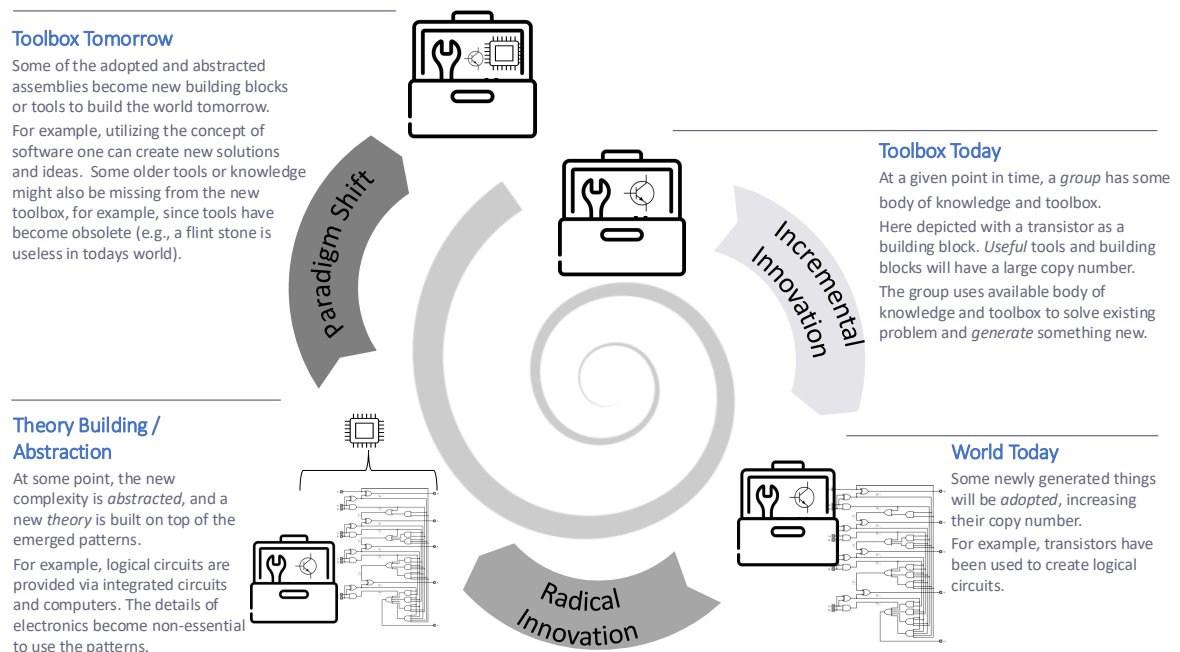 Toolbox Tomorrow
Some of the adopted and abstracted
assemblies become new building blocks
or tools to build the world tomorrow.
For example, utilizing the concept of
software one can create new solutions
and ideas.  Some older tools or knowledge
might also be missing from the new
toolbox, for example, since tools have
become obsolete (e.g., a flint stone is
useless in todays world).
Paradigm Shift
Toolbox Today
At a given point in time, a group has some
body of knowledge and toolbox.
Here depicted with a transistor as a
building block. Useful tools and building
blocks will have a large copy number.
The group uses available body of
knowledge and toolbox to solve existing
problem and generate something new.
Incremental
Innovation
Theory Building /
Abstraction
At some point, the new
complexity is abstracted, and a
new theory is built on top of the
emerged patterns.
For example, logical circuits are
provided via integrated circuits
and computers. The details of
electronics become non-essential
to use the patterns.
Radical
Innovation
World Today
Some newly generated things
will be adopted, increasing
their copy number.
For example, transistors have
been used to create logical
circuits.